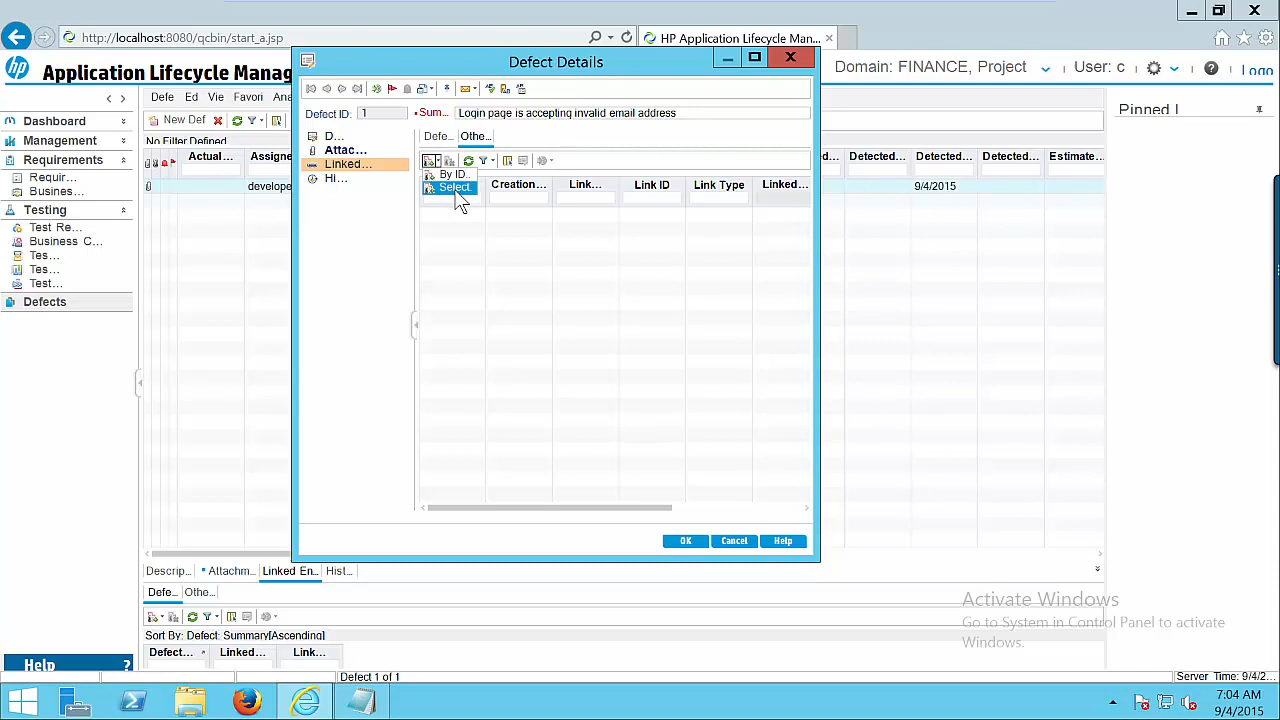 http://localhost:8080/qcbin/start_a.jsp
HP Application Lifecycle Man...
hp
Application Lifecycle Manag
Domain: FINANCE, Project
User: c
?
Logo
Defect Details
Defe Ed Vie Favori Ana
Pinned I
New Def
No Filter Defined
Actual...
Assigne
Detected...
Detected...
Detected...
Estimate...
develope
9/4/2015
Dashboard
Management
Requirements
Requir...
Busines...
Testing
Test Re...
Business C...
Tes...
Tes...
Test...
Defects
Defect ID:
1
Sum...
Login page is accepting invalid email address
D...
Attac...
Linked...
Hi...
Defe...
Othe...
By ID..
Select.
Creation...
Link...
Link ID
Link Type
Linked...
OK
Cancel
Help
Descrip...
Attachm...
Linked En...
Hist...
Defe...
Othe...
Sort By: Defect: Summary[Ascending]
Defect...
Linked...
Link...
Activate Windows
Go to System in Control Panel to activate
Windows.
Help
?
Defect 1 of 1
Server Time: 9/4/2...
7:04 AM
9/4/2015